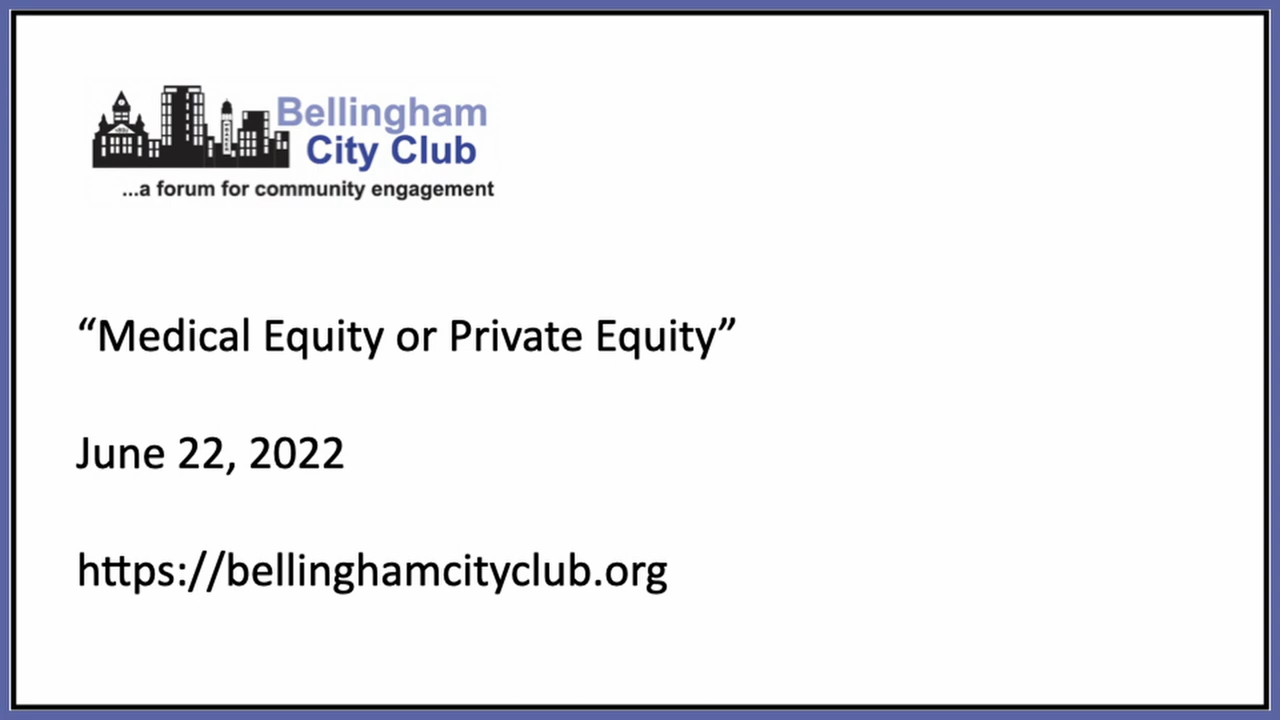 Bellingham
City Club
...a forum for community engagement
“Medical Equity or Private Equity”
June 22, 2022
https://bellinghamcityclub.org